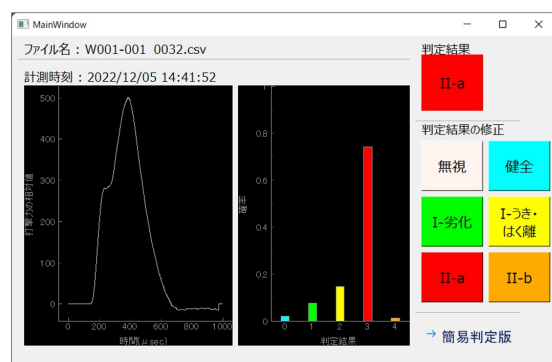 MainWindow
ファイル名：W001-001 0032.csv
計測時刻：2022/12/05 14:41:52
500
400
300
200
100
0
打撃力の相対値
0 200 400 600 800 1000
時間(μsec)
1
0.8
0.6
0.4
0.2
0
確率
0 1 2 3 4
判定結果
判定結果
II-a
判定結果の修正
無視 健全
I-劣化 I-うき・
はく離
II-a II-b
→ 簡易判定版